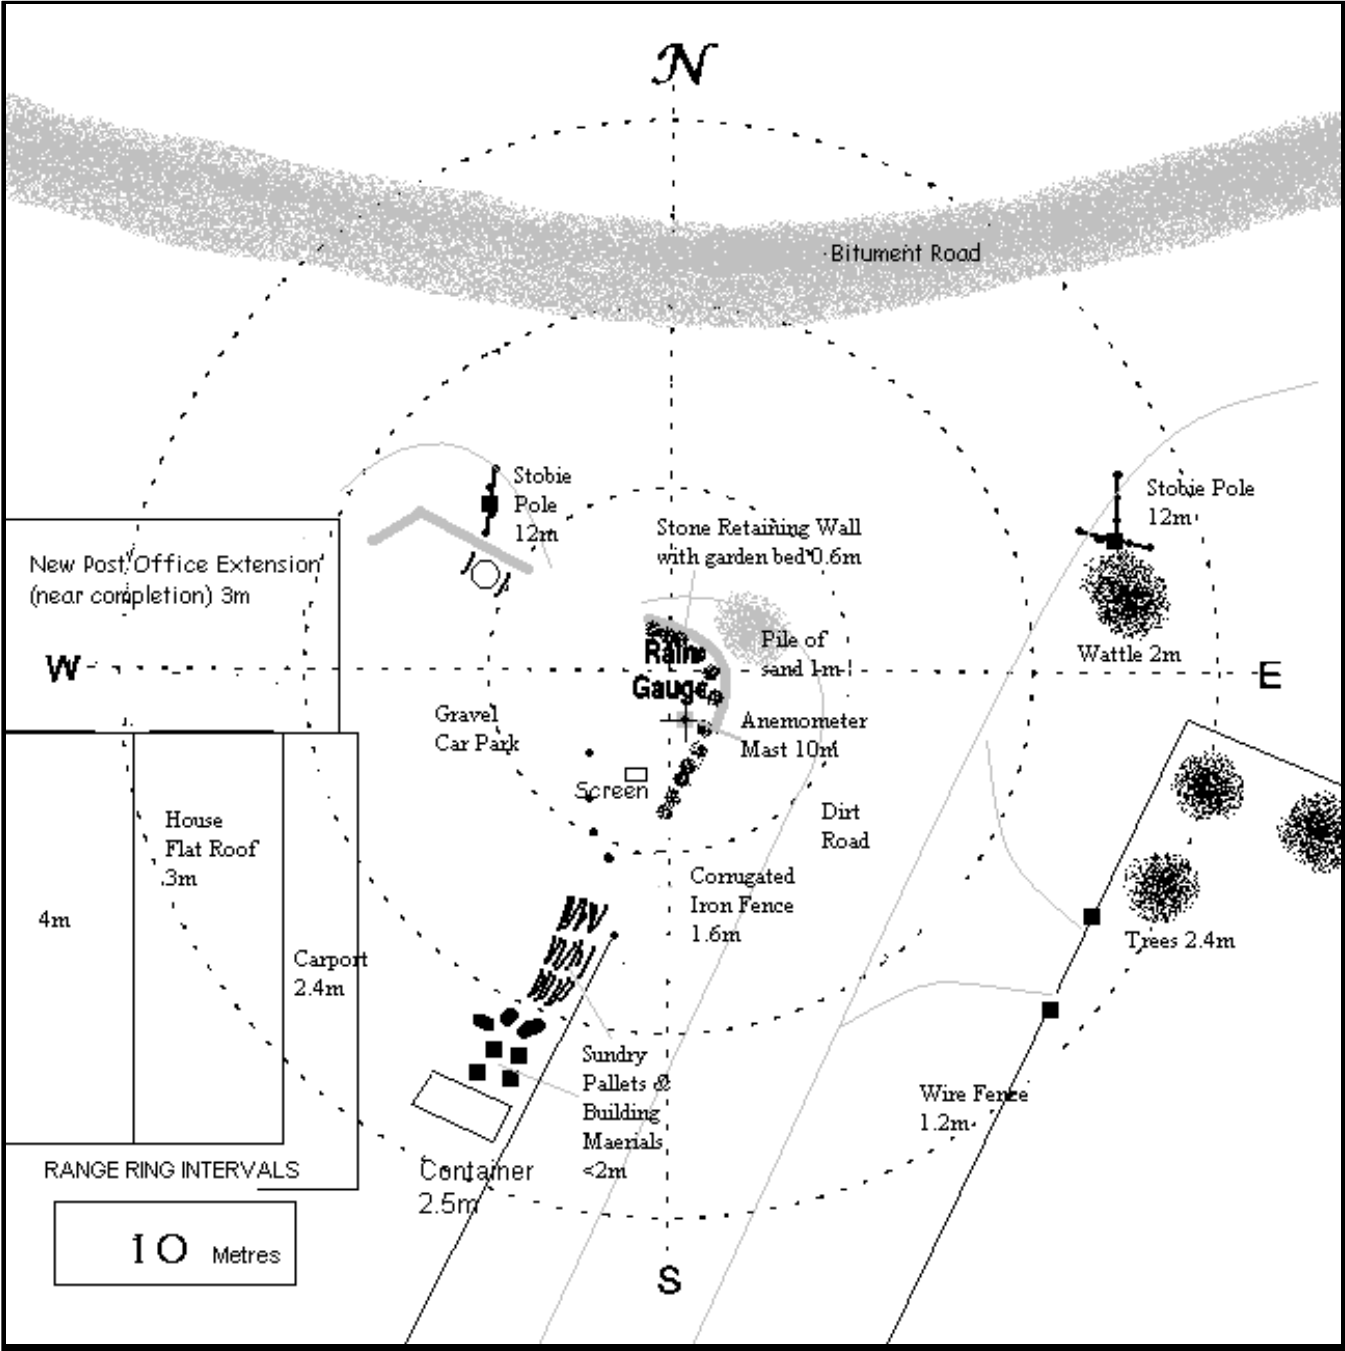 N
Bitument Road
Stobie
Pole
12m
Stobie Pole
12m
Stone Retaining Wall
with garden bed 0.6m
New Post Office Extension
(near completion) 3m
Pile of
sand 1m
Rain
Gauge
Wattle 2m
W
E
Gravel
Car Park
Anemometer
Mast 10m
Screen
House
Flat Roof
3m
Dirt
Road
4m
Corrugated
Iron Fence
1.6m
Trees 2.4m
Carport
2.4m
Sundry
Pallets &
Building
Maerials
<2m
Wire Fence
1.2m
Container
2.5m
RANGE RING INTERVALS
10 Metres
S